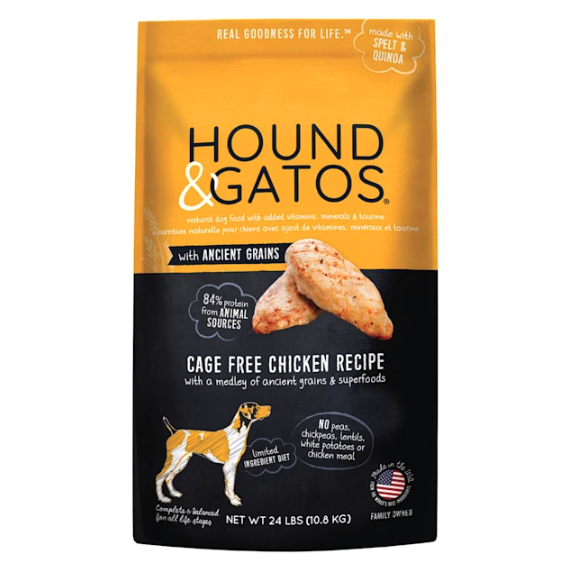 REAL GOODNESS FOR LIFE.™
made with
SPELT &
QUINOA
HOUND
&GATOS®
natural dog food with added vitamins, minerals & taurine
nourriture naturelle pour chiens avec ajout de vitamines, mineraux et taurine
with ANCIENT GRAINS
84% protein
from ANIMAL
SOURCES
CAGE FREE CHICKEN RECIPE
with a medley of ancient grains & superfoods
NO peas,
chickpeas, lentils,
white potatoes or
chicken meal
limited
INGREDIENT DIET
Made in the USA
FAMILY OWNED
Complete & Balanced
for all life stages
NET WT 24 LBS (10.8 KG)